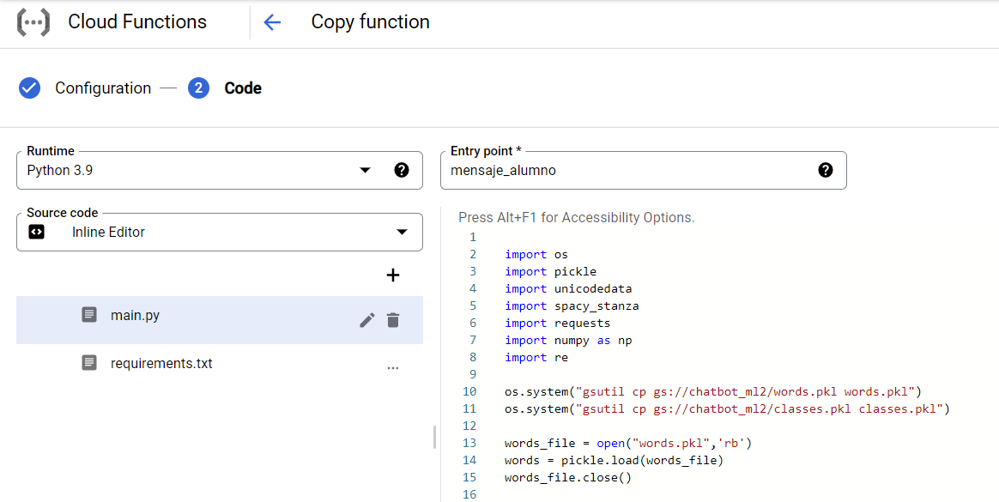 Cloud Functions
Copy function
Configuration
2
Code
Runtime
Python 3.9
Entry point *
mensaje_alumno
Source code
Inline Editor
main.py
requirements.txt
Press Alt+F1 for Accessibility Options.
1
2 import os
3 import pickle
4 import unicodedata
5 import spacy_stanza
6 import requests
7 import numpy as np
8 import re
9
10 os.system("gsutil cp gs://chatbot_ml2/words.pkl words.pkl")
11 os.system("gsutil cp gs://chatbot_ml2/classes.pkl classes.pkl")
12
13 words_file = open("words.pkl",'rb')
14 words = pickle.load(words_file)
15 words_file.close()
16